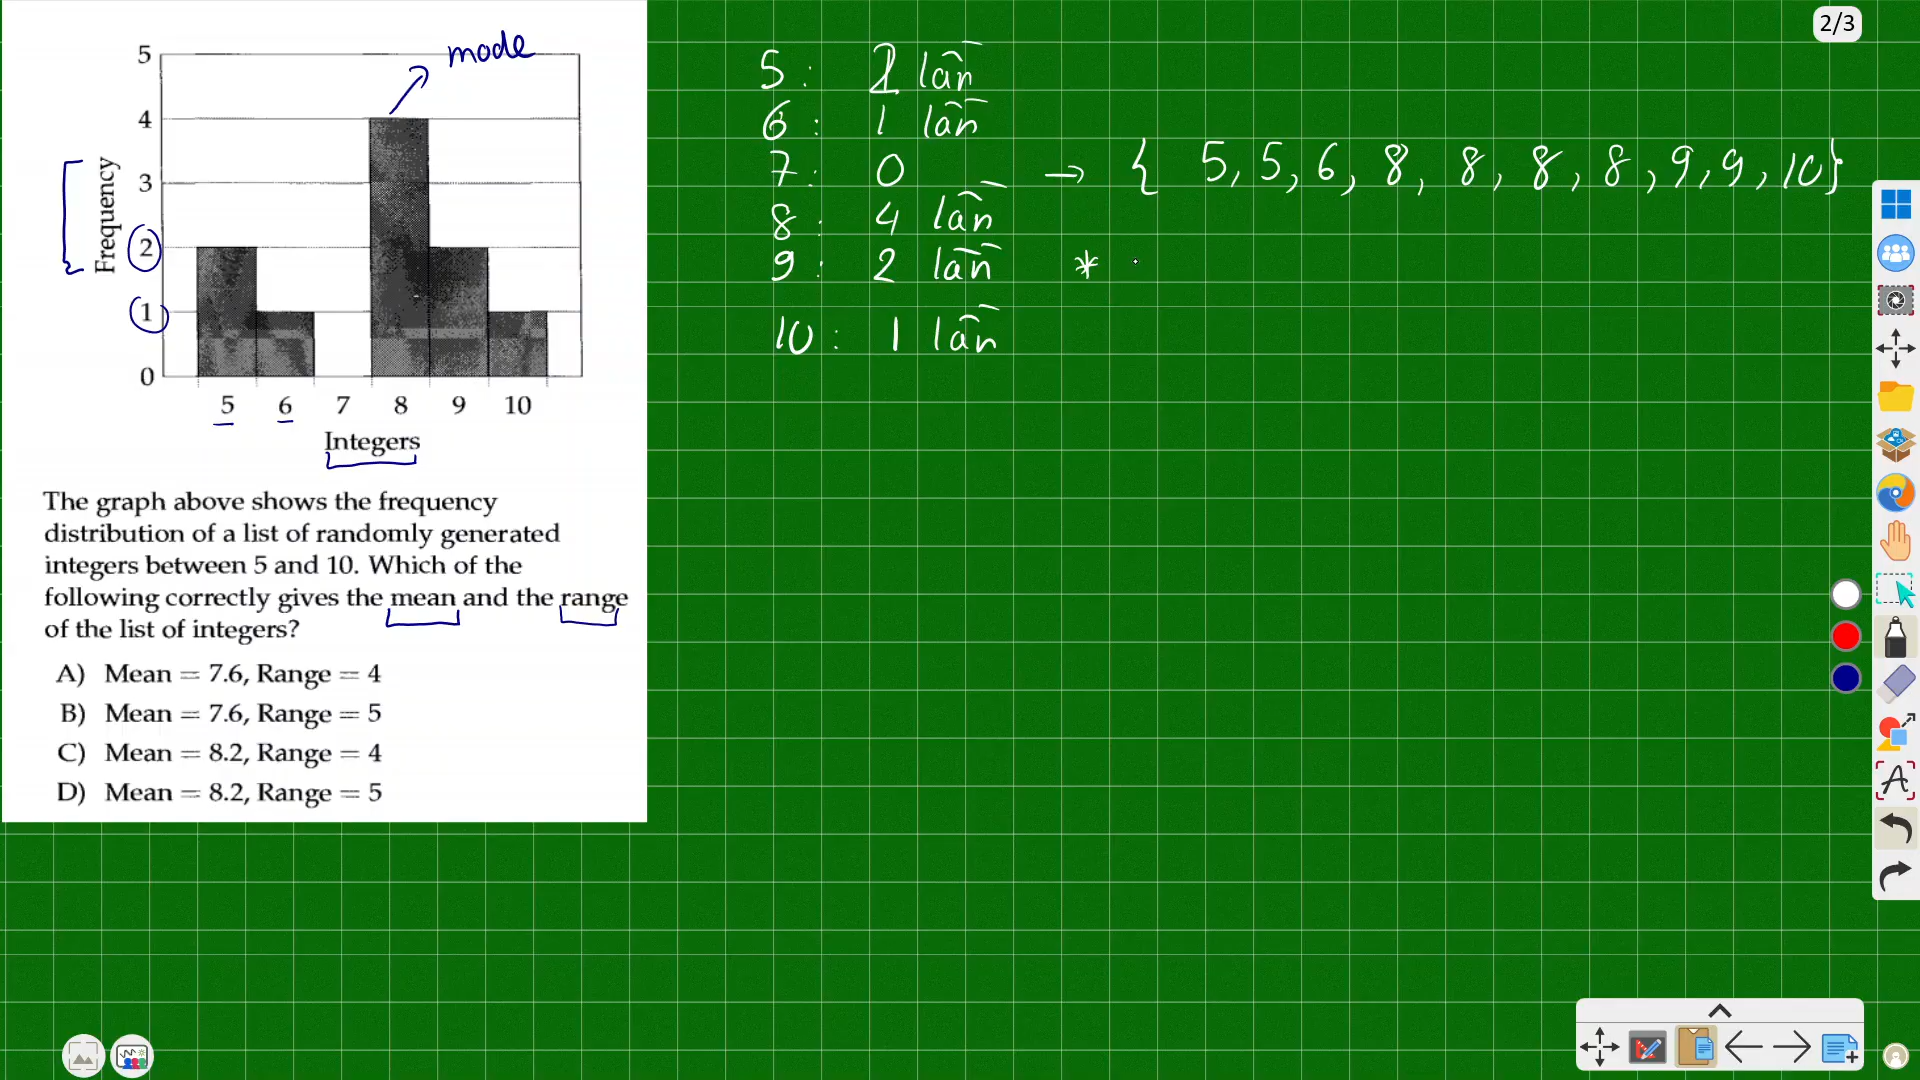 2/3
mode
5
4
3
2
1
0
Frequency
5 6 7 8 9 10
Integers
The graph above shows the frequency
distribution of a list of randomly generated
integers between 5 and 10. Which of the
following correctly gives the mean and the range
of the list of integers?
A) Mean = 7.6, Range = 4
B) Mean = 7.6, Range = 5
C) Mean = 8.2, Range = 4
D) Mean = 8.2, Range = 5
5 : 2 lần
6 : 1 lần
7 : 0 → { 5, 5, 6, 8, 8, 8, 8, 9, 9, 10}
8 : 4 lần
9 : 2 lần *
10 : 1 lần